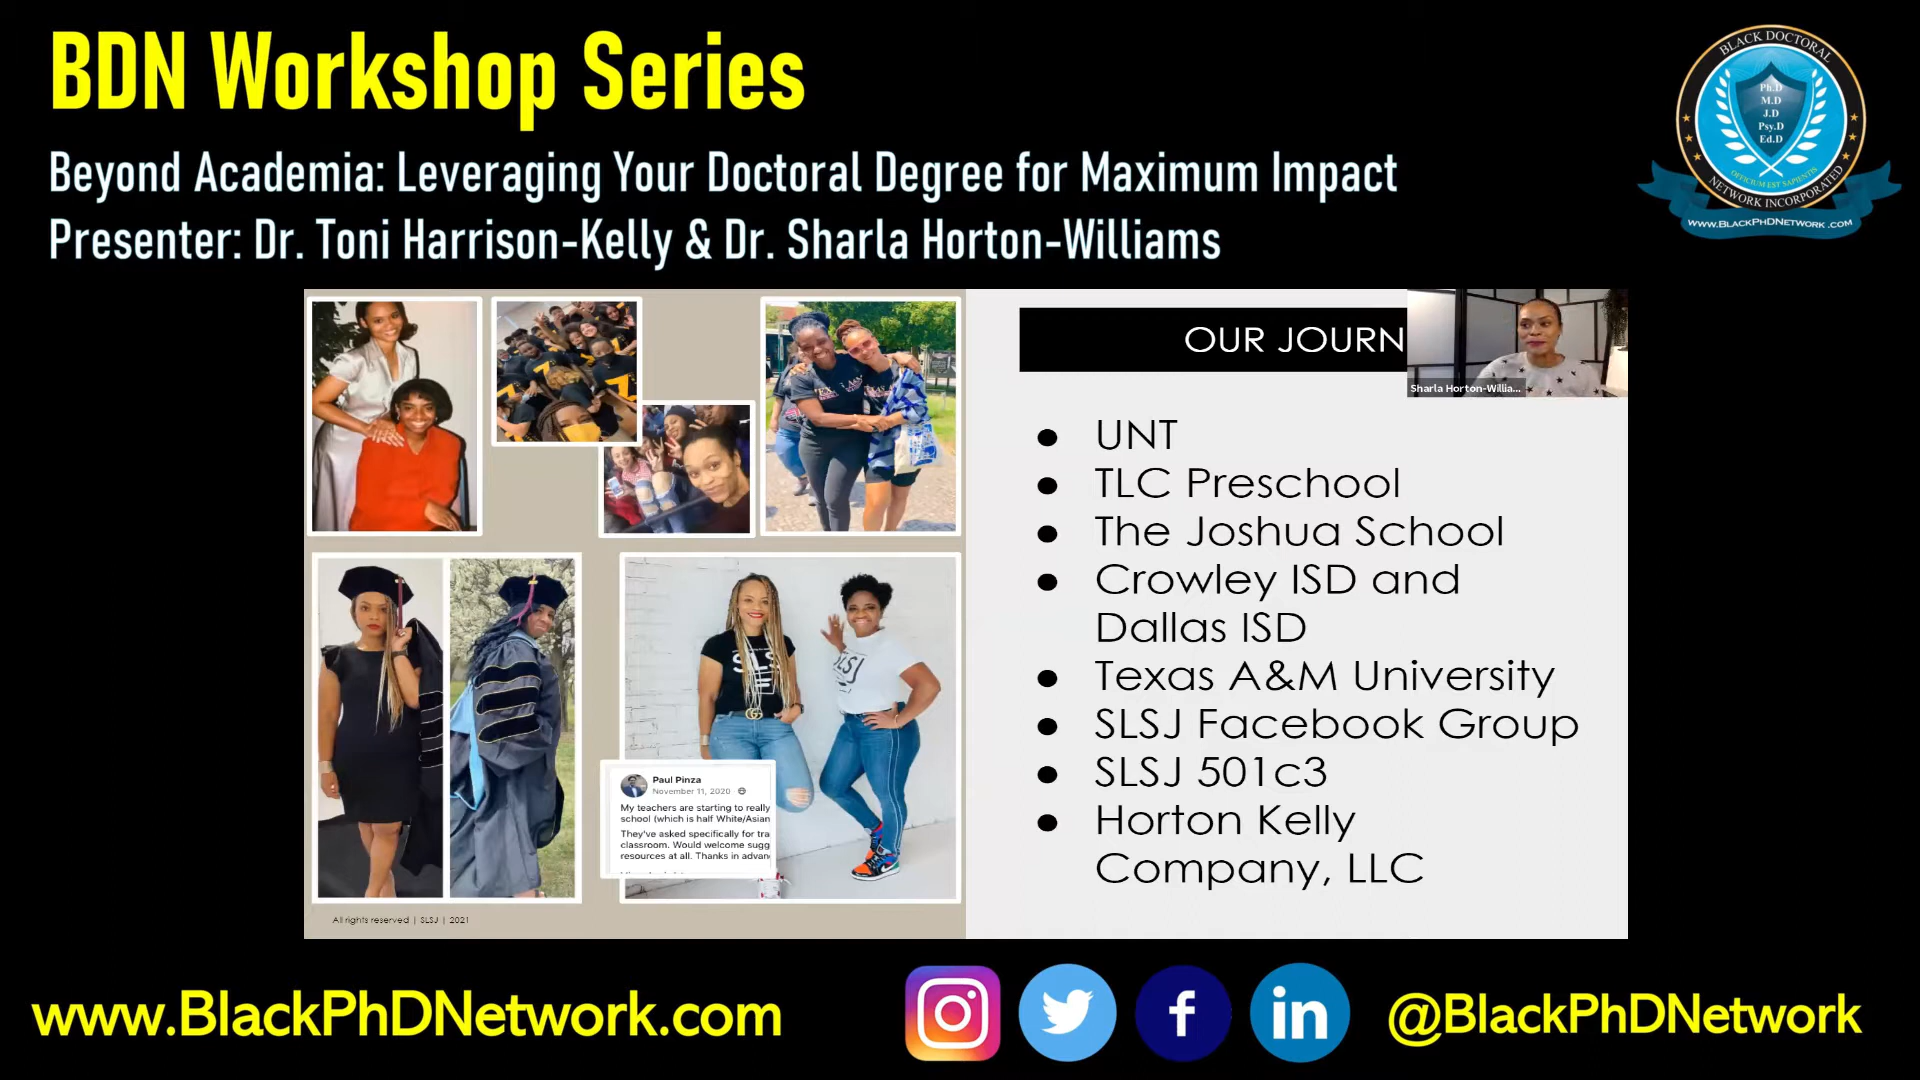 BDN Workshop Series
Beyond Academia: Leveraging Your Doctoral Degree for Maximum Impact
Presenter: Dr. Toni Harrison-Kelly & Dr. Sharla Horton-Williams
BLACK DOCTORAL
Ph.D
M.D
J.D
Psy.D
Ed.D
OFFICIUM EST SAPIENTIS
NETWORK INCORPORATED
www.BlackPhDNetwork.com
OUR JOURN
Sharla Horton-Willia...
● UNT
● TLC Preschool
● The Joshua School
● Crowley ISD and
Dallas ISD
● Texas A&M University
● SLSJ Facebook Group
● SLSJ 501c3
● Horton Kelly
Company, LLC
SLS
SLSJ
Paul Pinza
November 11, 2020
My teachers are starting to really
school (which is half White/Asian
They've asked specifically for tra
classroom. Would welcome sugg
resources at all. Thanks in advan
All rights reserved | SLSJ | 2021
www.BlackPhDNetwork.com
@BlackPhDNetwork